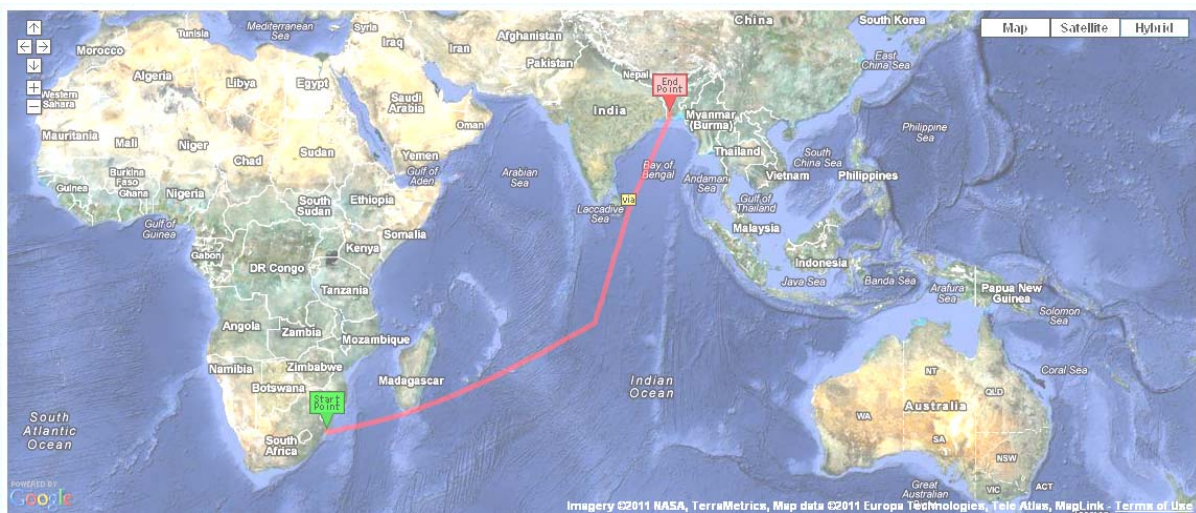 China
South Korea
Mediterranean
Sea
Tunisia
Syria
Morocco
Iraq
Iran
Afghanistan
Map
Satellite
Hybrid
East
China Sea
Pakistan
Algeria
Libya
Egypt
Nepal
End
Point
Western
Sahara
Saudi
Arabia
India
Myanmar
(Burma)
Oman
Mauritania
Mali
Niger
Chad
Sudan
Yemen
Gulf of
Aden
Arabian
Sea
Bay of
Bengal
Andaman
Sea
Thailand
South
China Sea
Vietnam
Philippines
Philippine
Sea
Guinea
Burkina
Faso
Ghana
Nigeria
South
Sudan
Ethiopia
Via
Laccadive
Sea
Gulf of
Thailand
Gulf of
Guinea
Somalia
Malaysia
Gabon
Kenya
DR Congo
Indonesia
Tanzania
Java Sea
Banda Sea
Arafura
Sea
Papua New
Guinea
Solomon
Sea
Angola
Zambia
Mozambique
Namibia
Zimbabwe
Botswana
Madagascar
Indian
Ocean
NT
QLD
Coral Sea
Start
Point
South
Atlantic
Ocean
South
Africa
WA
Australia
SA
NSW
VIC
ACT
Great
Australian
POWERED BY
Google
Imagery ©2011 NASA, TerraMetrics, Map data ©2011 Europa Technologies, Tele Atlas, MapLink - Terms of Use